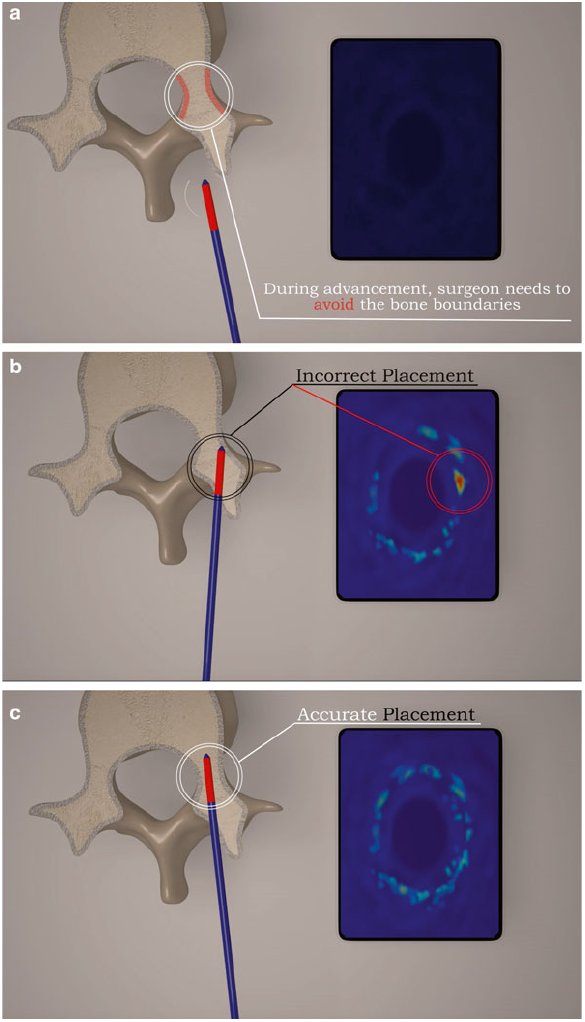 a
During advancement, surgeon needs to
avoid the bone boundaries
b
Incorrect Placement
c
Accurate Placement